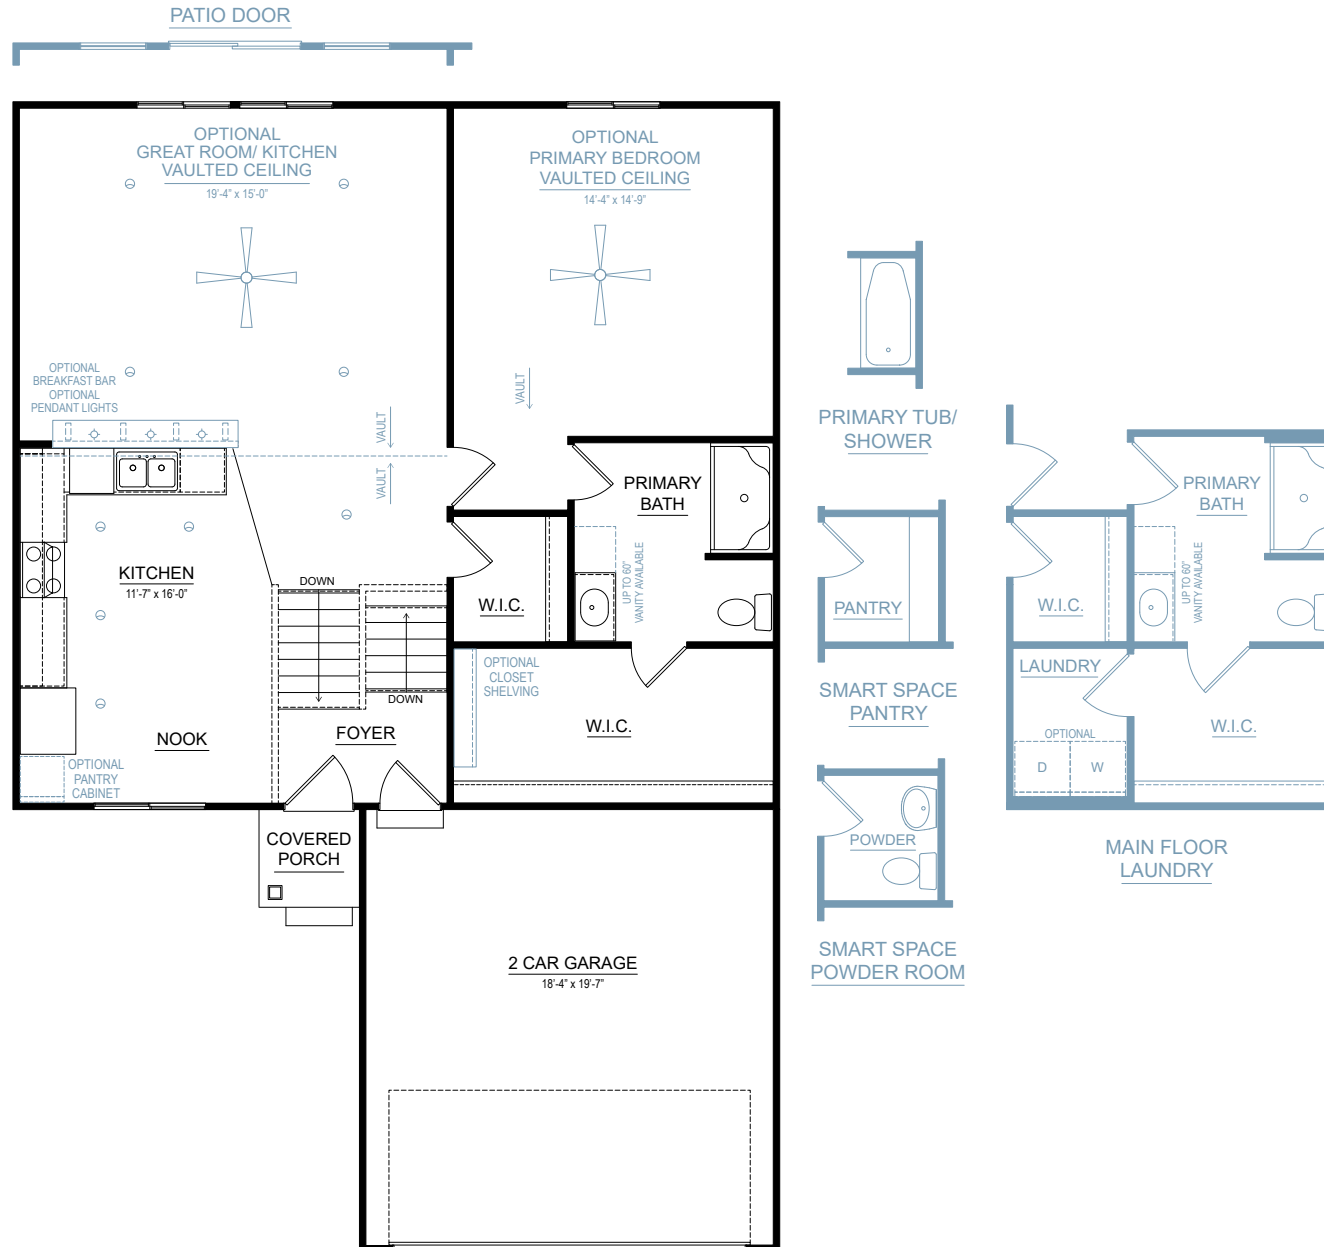 PATIO DOOR
OPTIONAL
GREAT ROOM/ KITCHEN
VAULTED CEILING
19'-4" x 15'-0"
OPTIONAL
PRIMARY BEDROOM
VAULTED CEILING
14'-4" x 14'-9"
OPTIONAL
BREAKFAST BAR
OPTIONAL
PENDANT LIGHTS
VAULT
VAULT
VAULT
KITCHEN
11'-7" x 16'-0"
DOWN
DOWN
NOOK
FOYER
OPTIONAL
PANTRY
CABINET
COVERED
PORCH
PRIMARY
BATH
UP TO 60"
VANITY AVAILABLE
W.I.C.
OPTIONAL
CLOSET
SHELVING
W.I.C.
2 CAR GARAGE
18'-4" x 19'-7"
PRIMARY TUB/
SHOWER
PANTRY
SMART SPACE
PANTRY
POWDER
SMART SPACE
POWDER ROOM
PRIMARY
BATH
UP TO 60"
VANITY AVAILABLE
W.I.C.
LAUNDRY
OPTIONAL
D
W
W.I.C.
MAIN FLOOR
LAUNDRY